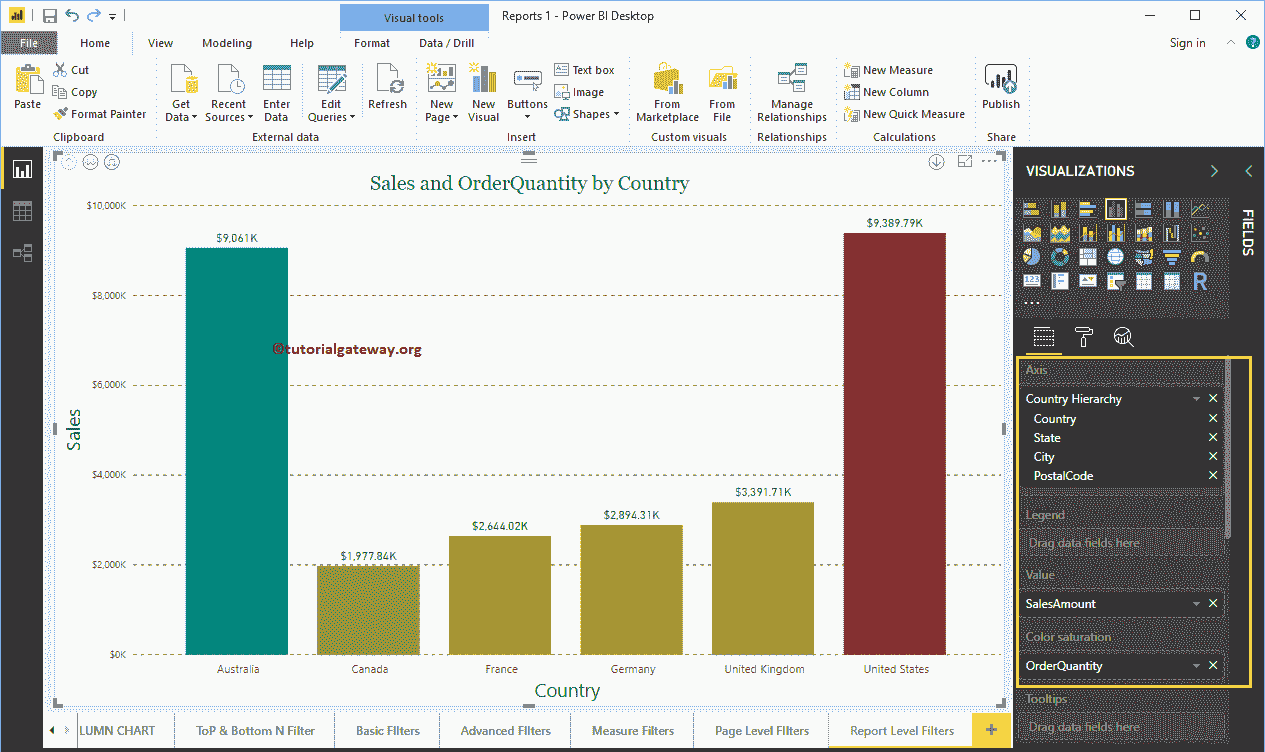 Visual tools
Reports 1 - Power BI Desktop
File
Home
View
Modeling
Help
Format
Data / Drill
Sign in
Paste
Cut
Copy
Format Painter
Clipboard
Get
Data
Recent
Sources
Enter
Data
Edit
Queries
Refresh
External data
New
Page
New
Visual
Buttons
Text box
Image
Shapes
Insert
From
Marketplace
From
File
Custom visuals
Manage
Relationships
Relationships
New Measure
New Column
New Quick Measure
Calculations
Publish
Share
Sales and OrderQuantity by Country
$10,000K
$8,000K
$6,000K
$4,000K
$2,000K
$0K
Sales
$9,061K
$1,977.84K
$2,644.02K
$2,894.31K
$3,391.71K
$9,389.79K
©tutorialgateway.org
Australia
Canada
France
Germany
United Kingdom
United States
Country
VISUALIZATIONS
FIELDS
123
R
Axis
Country Hierarchy
Country
State
City
PostalCode
Legend
Drag data fields here
Value
SalesAmount
Color saturation
OrderQuantity
Tooltips
Drag data fields here
LUMN CHART
ToP & Bottom N Filter
Basic FIlters
Advanced FIlters
Measure Filters
Page Level FIlters
Report Level Filters